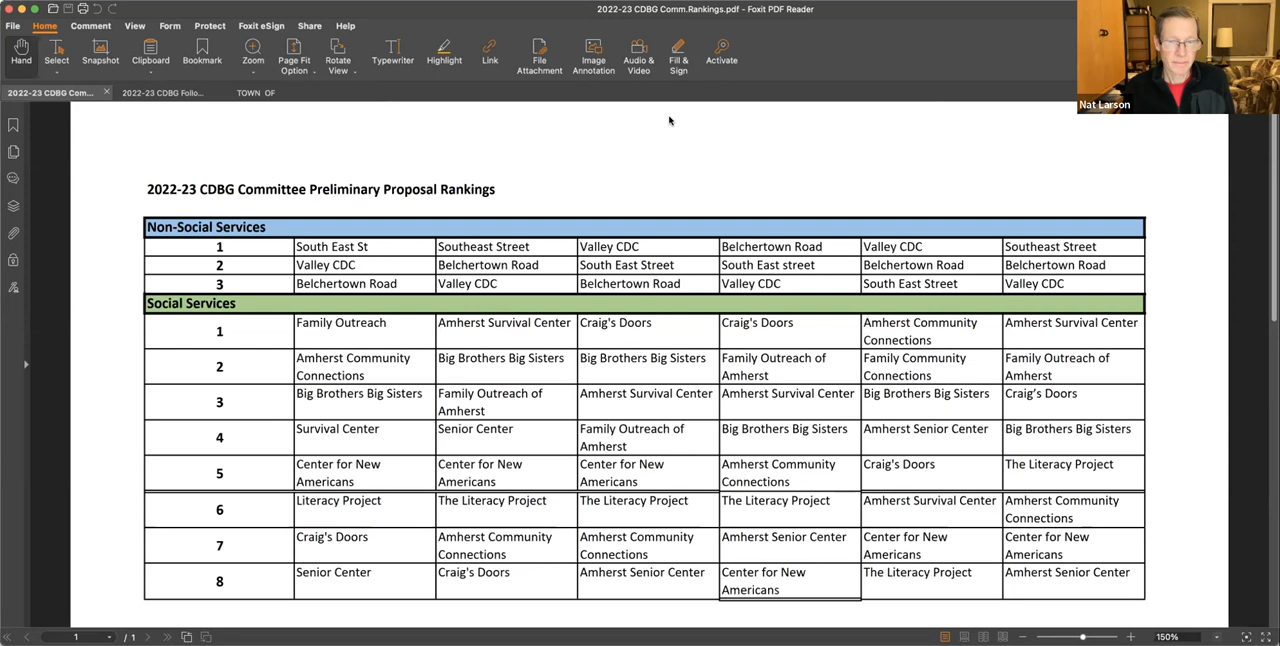 2022-23 CDBG Comm.Rankings.pdf - Foxit PDF Reader
File Home Comment View Form Protect Foxit eSign Share Help
Hand Select Snapshot Clipboard Bookmark Zoom Page Fit Option Rotate View Typewriter Highlight Link File Attachment Image Annotation Audio & Video Fill & Sign Activate
Nat Larson
2022-23 CDBG Com... × 2022-23 CDBG Follo... TOWN OF
2022-23 CDBG Committee Preliminary Proposal Rankings
Non-Social Services
1 South East St Southeast Street Valley CDC Belchertown Road Valley CDC Southeast Street
2 Valley CDC Belchertown Road South East Street South East street Belchertown Road Belchertown Road
3 Belchertown Road Valley CDC Belchertown Road Valley CDC South East Street Valley CDC
Social Services
1 Family Outreach Amherst Survival Center Craig's Doors Craig's Doors Amherst Community Connections Amherst Survival Center
2 Amherst Community Connections Big Brothers Big Sisters Big Brothers Big Sisters Family Outreach of Amherst Family Community Connections Family Outreach of Amherst
3 Big Brothers Big Sisters Family Outreach of Amherst Amherst Survival Center Amherst Survival Center Big Brothers Big Sisters Craig's Doors
4 Survival Center Senior Center Family Outreach of Amherst Big Brothers Big Sisters Amherst Senior Center Big Brothers Big Sisters
5 Center for New Americans Center for New Americans Center for New Americans Amherst Community Connections Craig's Doors The Literacy Project
6 Literacy Project The Literacy Project The Literacy Project The Literacy Project Amherst Survival Center Amherst Community Connections
7 Craig's Doors Amherst Community Connections Amherst Community Connections Amherst Senior Center Center for New Americans Center for New Americans
8 Senior Center Craig's Doors Amherst Senior Center Center for New Americans The Literacy Project Amherst Senior Center
1 / 1 150%